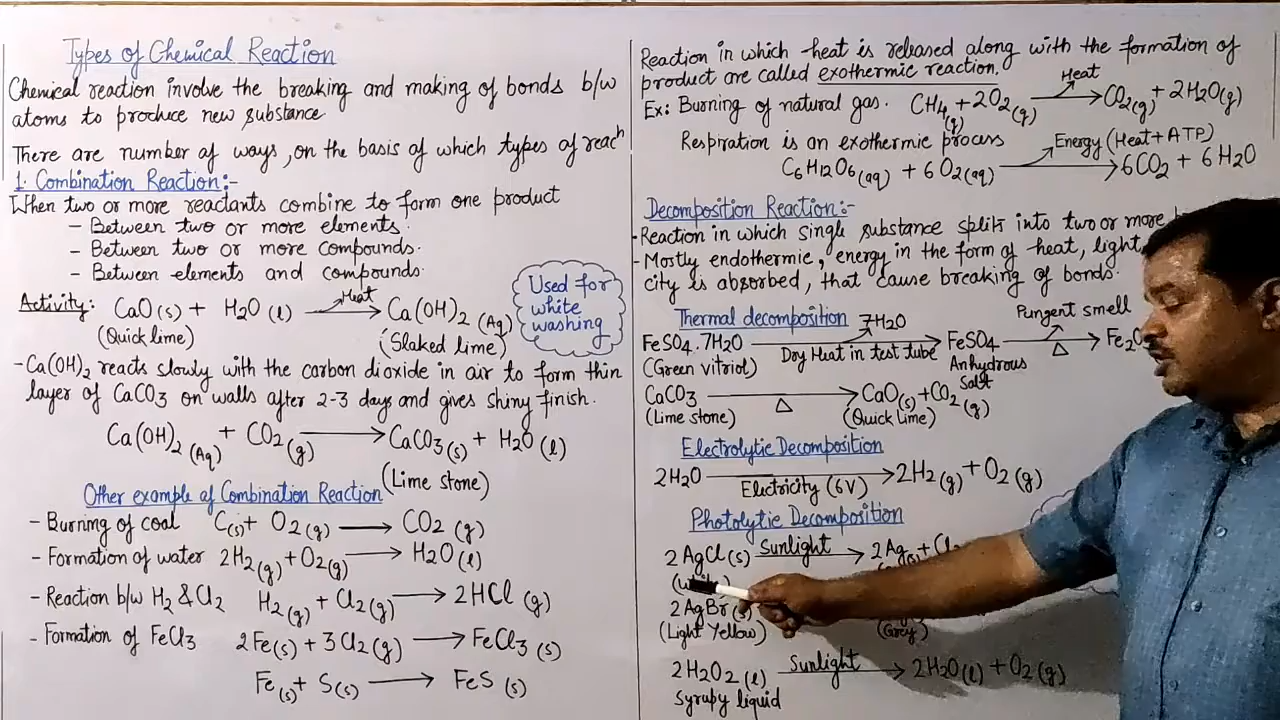 Types of Chemical Reaction
Chemical reaction involve the breaking and making of bonds b/w
atoms to produce new substance
There are number of ways, on the basis of which types of reacⁿ
1. Combination Reaction:-
When two or more reactants combine to form one product
- Between two or more elements.
- Between two or more compounds.
- Between elements and compounds.
Activity: CaO(s) + H2O(l) Heat → Ca(OH)2 (Aq)
(Quick lime) (Slaked lime)
Used for
white
washing
- Ca(OH)2 reacts slowly with the carbon dioxide in air to form thin
layer of CaCO3 on walls after 2-3 days and gives shiny finish.
Ca(OH)2 (Aq) + CO2(g) → CaCO3(s) + H2O(l)
(Lime stone)
Other example of Combination Reaction
- Burning of coal C(s) + O2(g) → CO2(g)
- Formation of water 2H2(g) + O2(g) → H2O(l)
- Reaction b/w H2 & Cl2 H2(g) + Cl2(g) → 2HCl(g)
- Formation of FeCl3 2Fe(s) + 3Cl2(g) → FeCl3(s)
Fe(s) + S(s) → FeS(s)
Reaction in which heat is released along with the formation of
product are called exothermic reaction.
Ex: Burning of natural gas. CH4(g) + 2O2(g) Heat → CO2(g) + 2H2O(g)
Respiration is an exothermic process
Energy (Heat + ATP)
C6H12O6(aq) + 6O2(aq) → 6CO2 + 6H2O
Decomposition Reaction:-
- Reaction in which single substance splits into two or more
- Mostly endothermic, energy in the form of heat, light,
city is absorbed, that cause breaking of bonds.
Thermal decomposition 7H2O Pungent smell
FeSO4.7H2O Dry Heat in test tube → FeSO4 Δ → Fe2O
(Green vitriol) Anhydrous
Salt
CaCO3 Δ → CaO(s) + CO2(g)
(Lime stone) (Quick Lime)
Electrolytic Decomposition
2H2O Electricity (6V) → 2H2(g) + O2(g)
Photolytic Decomposition
2AgCl(s) Sunlight → 2Ag(s) + Cl2
2AgBr(s)
(Light Yellow) (Grey)
2H2O2(l) Sunlight → 2H2O(l) + O2(g)
Syrupy liquid